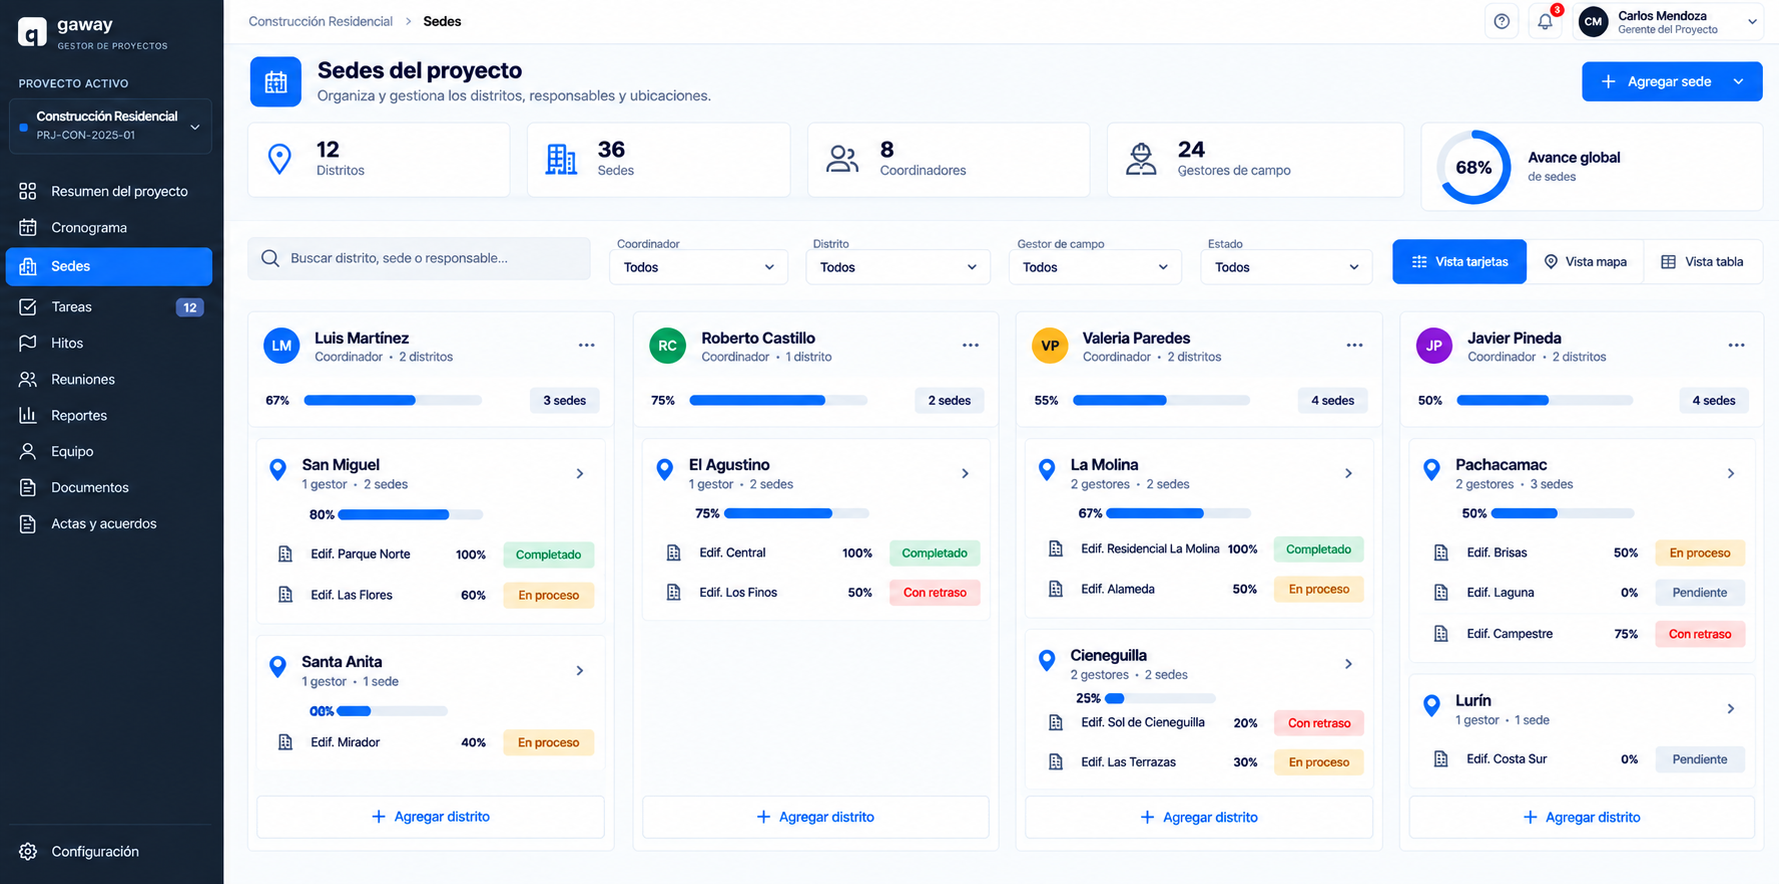 q gaway
GESTOR DE PROYECTOS
PROVECTO ACTIVO
Construcción Residencial
PRJ-CON-2025-01
Resumen del proyecto
Cronograma
Sedes
Tareas 12
Hitos
Reuniones
Reportes
Equipo
Documentos
Actas y acuerdos
Configuración
Construcción Residencial > Sedes
3
CM Carlos Mendoza
Gerente del Proyecto
Sedes del proyecto
Organiza y gestiona los distritos, responsables y ubicaciones.
+ Agregar sede
12
Distritos
36
Sedes
8
Coordinadores
24
Gestores de campo
68%
Avance global
de sedes
Buscar distrito, sede o responsable...
Coordinador
Todos
Distrito
Todos
Gestor de campo
Todos
Estado
Todos
Vista tarjetas
Vista mapa
Vista tabla
LM Luis Martínez
Coordinador • 2 distritos
67% 3 sedes
San Miguel
1 gestor • 2 sedes
80%
Edif. Parque Norte 100% Completado
Edif. Las Flores 60% En proceso
Santa Anita
1 gestor • 1 sede
Edif. Mirador 40% En proceso
+ Agregar distrito
RC Roberto Castillo
Coordinador • 1 distrito
75% 2 sedes
El Agustino
1 gestor • 2 sedes
75%
Edif. Central 100% Completado
Edif. Los Finos 50% Con retraso
+ Agregar distrito
VP Valeria Paredes
Coordinador • 2 distritos
55% 4 sedes
La Molina
2 gestores • 2 sedes
67%
Edif. Residencial La Molina 100% Completado
Edif. Alameda 50% En proceso
Cieneguilla
2 gestores • 2 sedes
25%
Edif. Sol de Cieneguilla 20% Con retraso
Edif. Las Terrazas 30% En proceso
+ Agregar distrito
JP Javier Pineda
Coordinador • 2 distritos
50% 4 sedes
Pachacamac
2 gestores • 3 sedes
50%
Edif. Brisas 50% En proceso
Edif. Laguna 0% Pendiente
Edif. Campestre 75% Con retraso
Lurín
1 gestor • 1 sede
Edif. Costa Sur 0% Pendiente
+ Agregar distrito